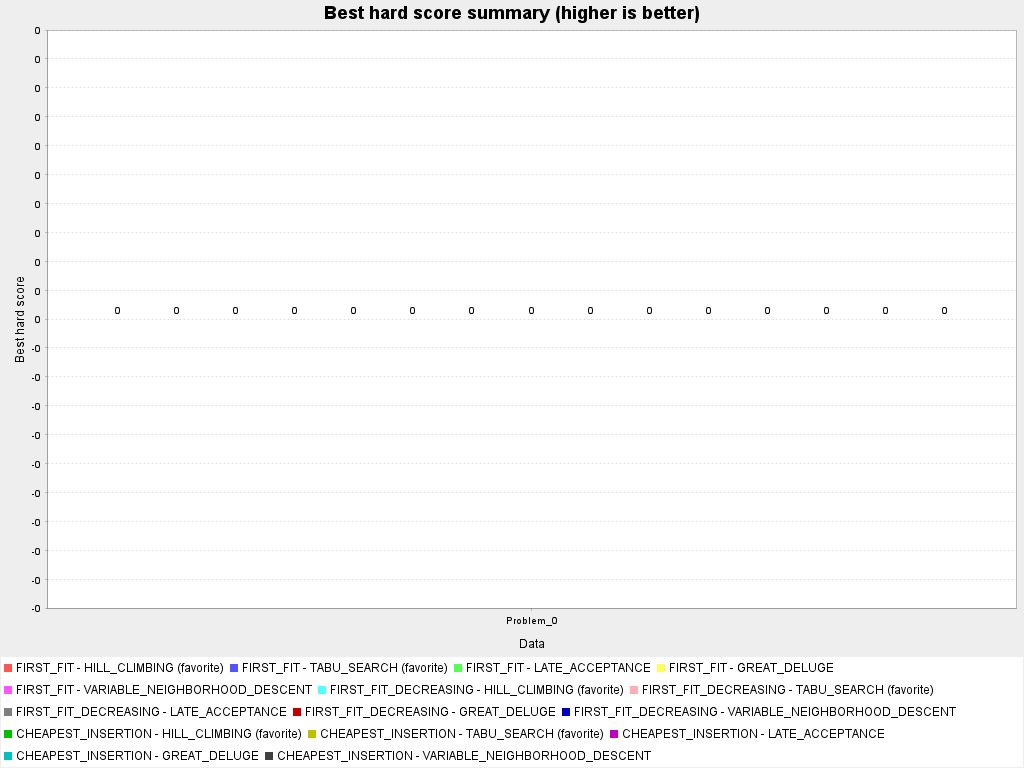 Best hard score summary (higher is better)
0
0
0
0
0
0
0
0
0
0
0
-0
-0
-0
-0
-0
-0
-0
-0
-0
-0
Best hard score
0 0 0 0 0 0 0 0 0 0 0 0 0 0 0
Problem_0
Data
FIRST_FIT - HILL_CLIMBING (favorite) FIRST_FIT - TABU_SEARCH (favorite) FIRST_FIT - LATE_ACCEPTANCE FIRST_FIT - GREAT_DELUGE
FIRST_FIT - VARIABLE_NEIGHBORHOOD_DESCENT FIRST_FIT_DECREASING - HILL_CLIMBING (favorite) FIRST_FIT_DECREASING - TABU_SEARCH (favorite)
FIRST_FIT_DECREASING - LATE_ACCEPTANCE FIRST_FIT_DECREASING - GREAT_DELUGE FIRST_FIT_DECREASING - VARIABLE_NEIGHBORHOOD_DESCENT
CHEAPEST_INSERTION - HILL_CLIMBING (favorite) CHEAPEST_INSERTION - TABU_SEARCH (favorite) CHEAPEST_INSERTION - LATE_ACCEPTANCE
CHEAPEST_INSERTION - GREAT_DELUGE CHEAPEST_INSERTION - VARIABLE_NEIGHBORHOOD_DESCENT